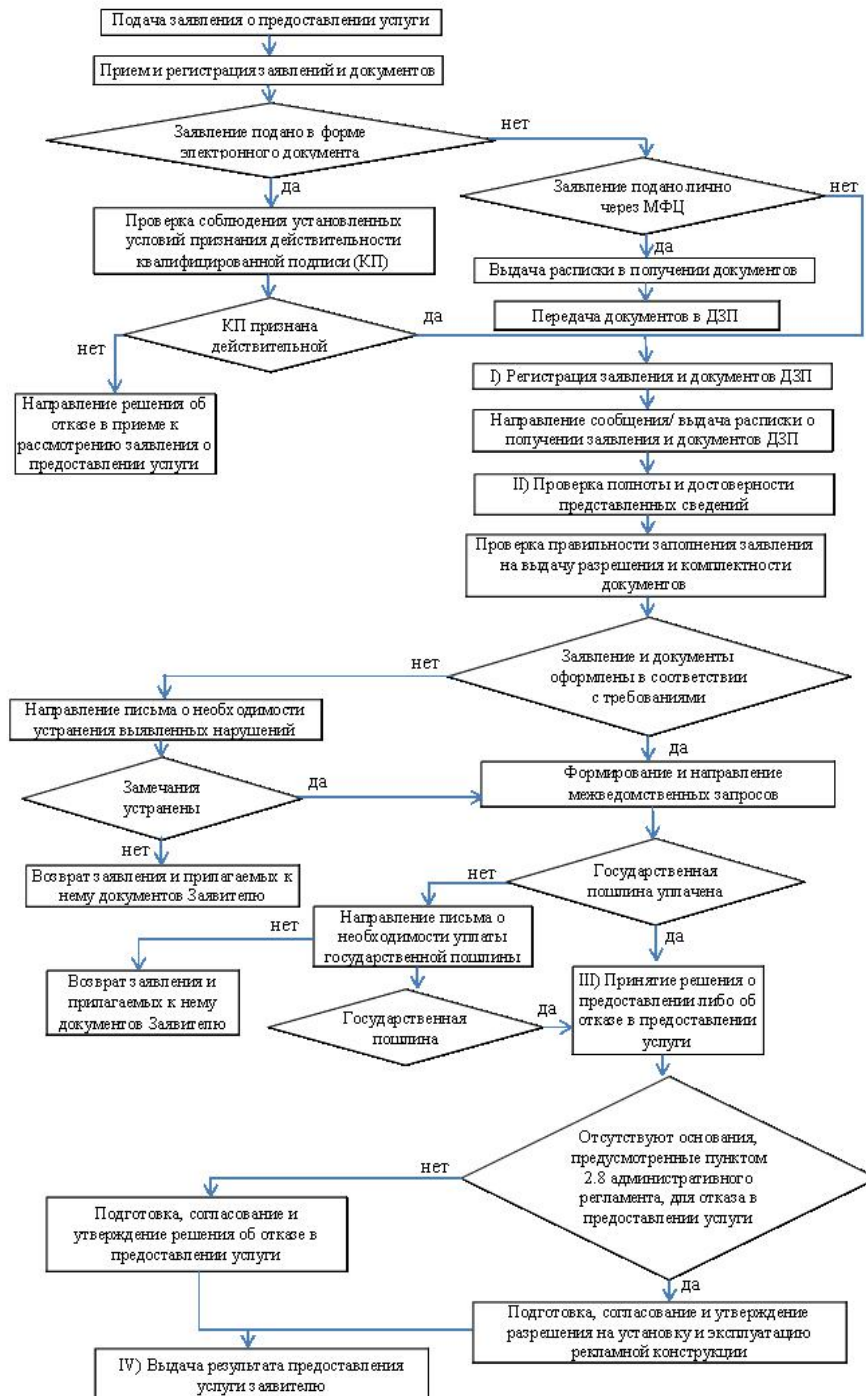 Подача заявления о предоставлении услуги
Прием и регистрация заявлений и документов
Заявление подано в форме
электронного документа
нет
да
Заявление подано лично
через МФЦ
нет
да
Проверка соблюдения установленных
условий признания действительности
квалифицированной подписи (КП)
Выдача расписки в получении документов
Передача документов в ДЗП
КП признана
действительной
да
нет
I) Регистрация заявления и документов ДЗП
Направление решения об
отказе в приеме к
рассмотрению заявления о
предоставлении услуги
Направление сообщения/ выдача расписки о
получении заявления и документов ДЗП
II) Проверка полноты и достоверности
представленных сведений
Проверка правильности заполнения заявления
на выдачу разрешения и комплектности
документов
Заявление и документы
оформлены в соответствии
с требованиями
нет
да
Направление письма о необходимости
устранения выявленных нарушений
Замечания
устранены
да
нет
Формирование и направление
межведомственных запросов
Возврат заявления и прилагаемых к
нему документов Заявителю
Государственная
пошлина уплачена
нет
да
Направление письма о
необходимости уплаты
государственной пошлины
нет
Возврат заявления и
прилагаемых к нему
документов Заявителю
Государственная
пошлина
да
III) Принятие решения о
предоставлении либо об
отказе в предоставлении
услуги
Отсутствуют основания,
предусмотренные пунктом
2.8 административного
регламента, для отказа в
предоставлении услуги
нет
да
Подготовка, согласование и
утверждение решения об отказе в
предоставлении услуги
Подготовка, согласование и утверждение
разрешения на установку и эксплуатацию
рекламной конструкции
IV) Выдача результата предоставления
услуги заявителю